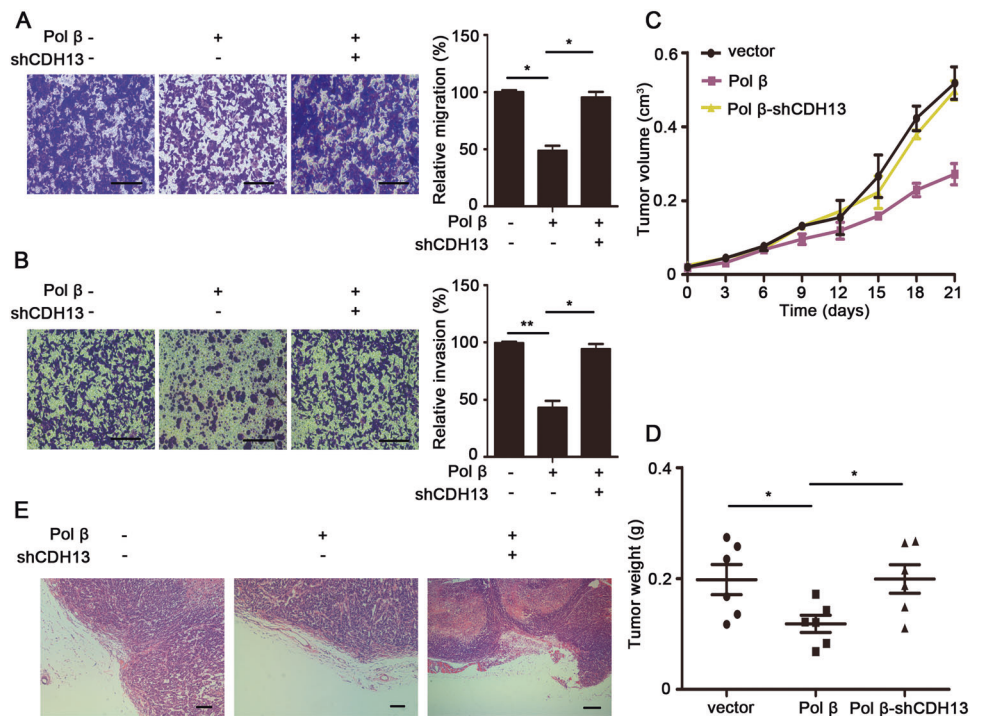 A
Pol β - + +
shCDH13 - - +
Relative migration (%)
150
100
50
0
* *
Pol β - + +
shCDH13 - - +
B
Pol β - + +
shCDH13 - - +
Relative invasion (%)
150
100
50
0
** *
Pol β - + +
shCDH13 - - +
C
vector
Pol β
Pol β-shCDH13
Tumor volume (cm³)
0.6
0.4
0.2
0
0 3 6 9 12 15 18 21
Time (days)
D
Tumor weight (g)
0.4
0.2
0
* *
vector Pol β Pol β-shCDH13
E
Pol β - + +
shCDH13 - - +